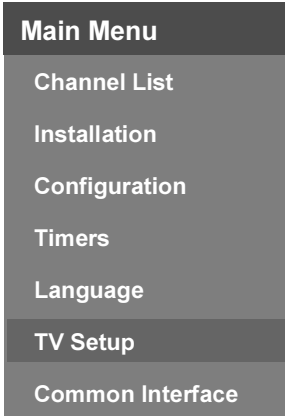 Main Menu
Channel List
Installation
Configuration
Timers
Language
TV Setup
Common Interface